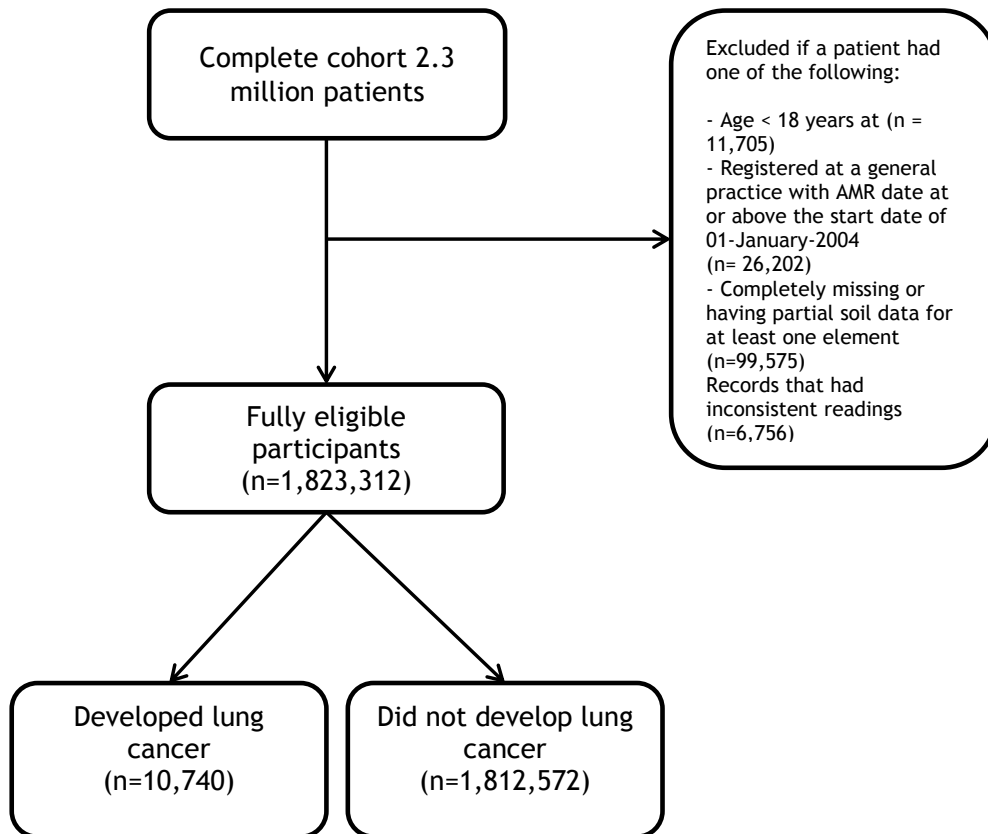 Complete cohort 2.3
million patients
Excluded if a patient had
one of the following:
- Age < 18 years at (n =
11,705)
- Registered at a general
practice with AMR date at
or above the start date of
01-January-2004
(n= 26,202)
- Completely missing or
having partial soil data for
at least one element
(n=99,575)
Records that had
inconsistent readings
(n=6,756)
Fully eligible
participants
(n=1,823,312)
Developed lung
cancer
(n=10,740)
Did not develop lung
cancer
(n=1,812,572)